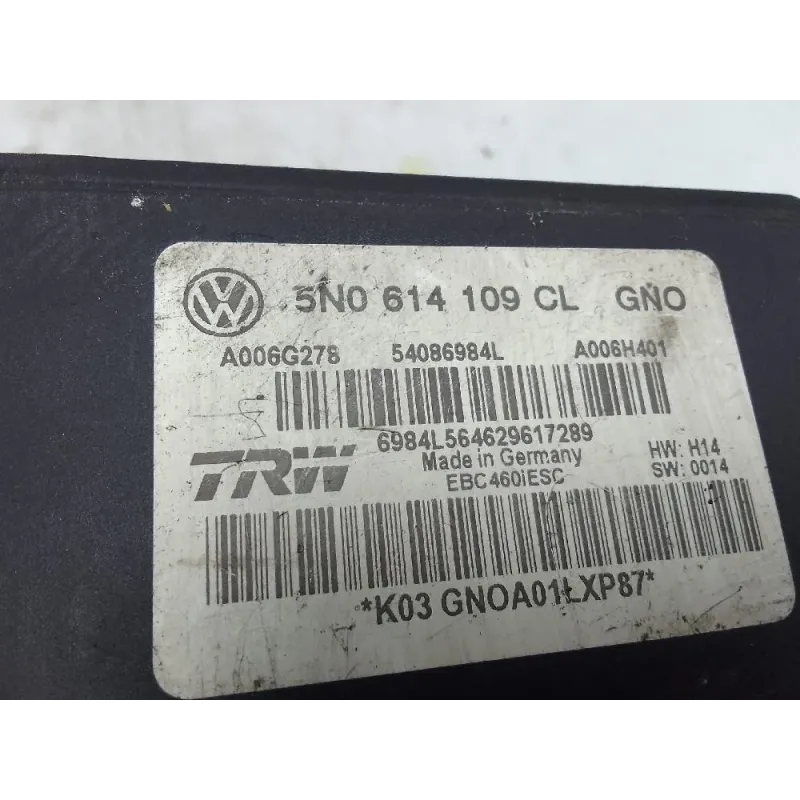 VW 5N0 614 109 CL GNO
A006G278 54086984L A006H401
TRW 6984L564629617289
Made in Germany HW: H14
EBC460iESC SW: 0014
*K03 GNOA01LXP87*